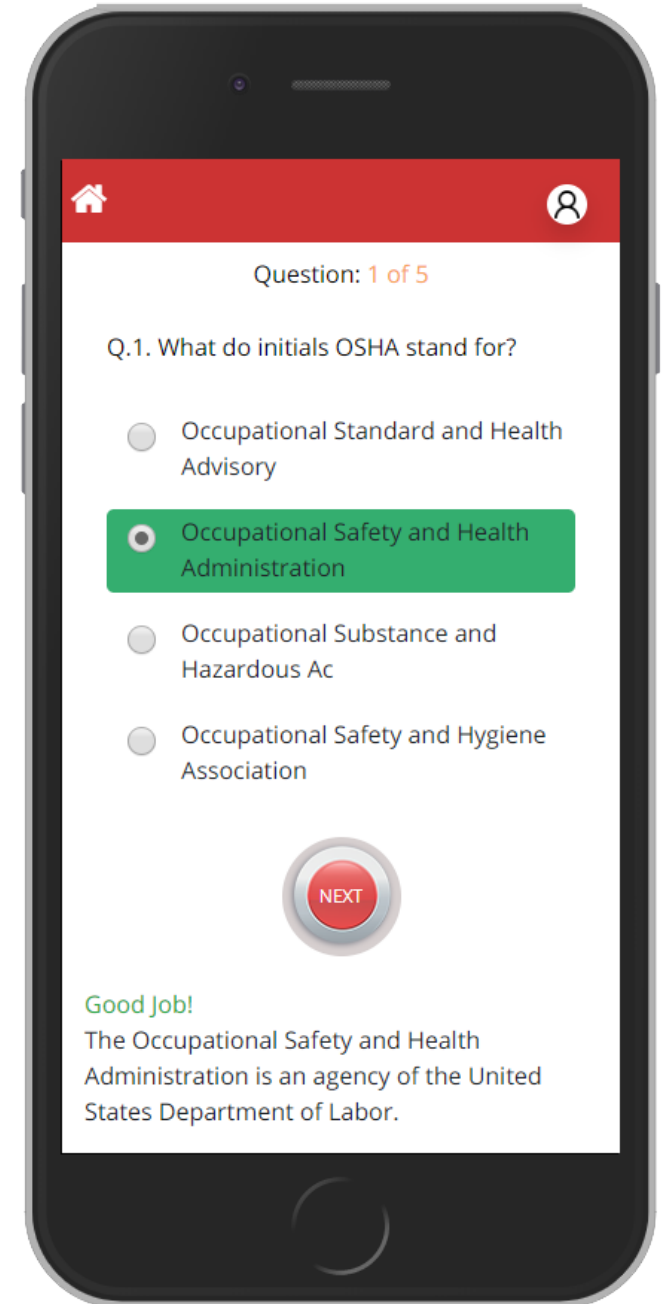 Question: 1 of 5
Q.1. What do initials OSHA stand for?
Occupational Standard and Health
Advisory
Occupational Safety and Health
Administration
Occupational Substance and
Hazardous Ac
Occupational Safety and Hygiene
Association
NEXT
Good Job!
The Occupational Safety and Health
Administration is an agency of the United
States Department of Labor.